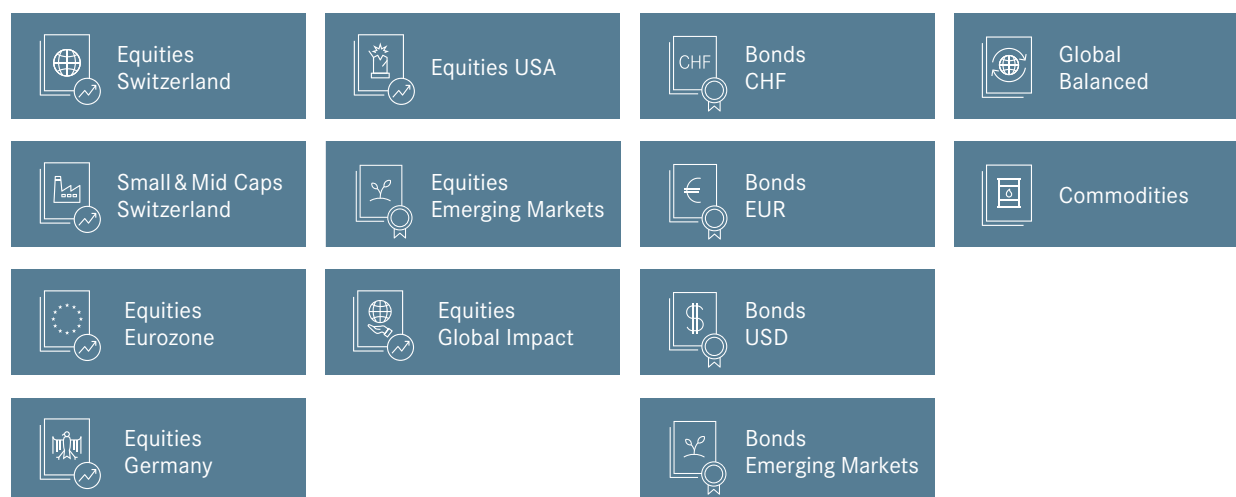 Equities
Switzerland
Equities USA
CHF
Bonds
CHF
Global
Balanced
Small & Mid Caps
Switzerland
Equities
Emerging Markets
€
Bonds
EUR
Commodities
Equities
Eurozone
Equities
Global Impact
$
Bonds
USD
Equities
Germany
Bonds
Emerging Markets